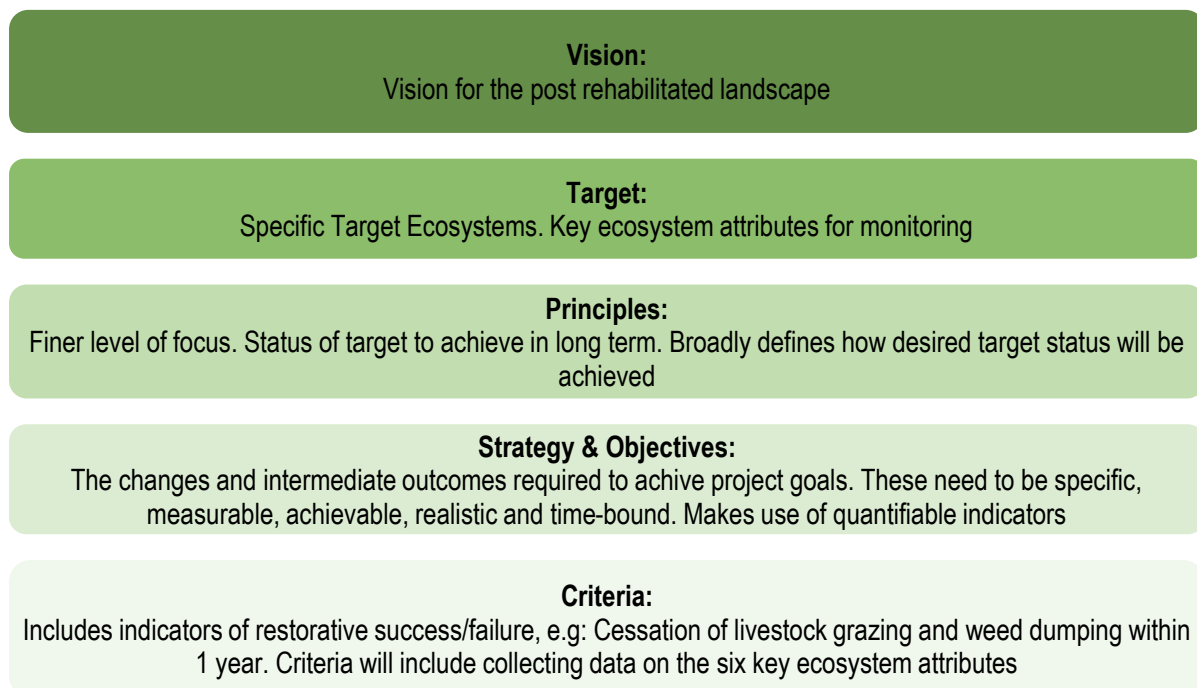 Vision:
Vision for the post rehabilitated landscape
Target:
Specific Target Ecosystems. Key ecosystem attributes for monitoring
Principles:
Finer level of focus. Status of target to achieve in long term. Broadly defines how desired target status will be
achieved
Strategy & Objectives:
The changes and intermediate outcomes required to achive project goals. These need to be specific,
measurable, achievable, realistic and time-bound. Makes use of quantifiable indicators
Criteria:
Includes indicators of restorative success/failure, e.g: Cessation of livestock grazing and weed dumping within
1 year. Criteria will include collecting data on the six key ecosystem attributes